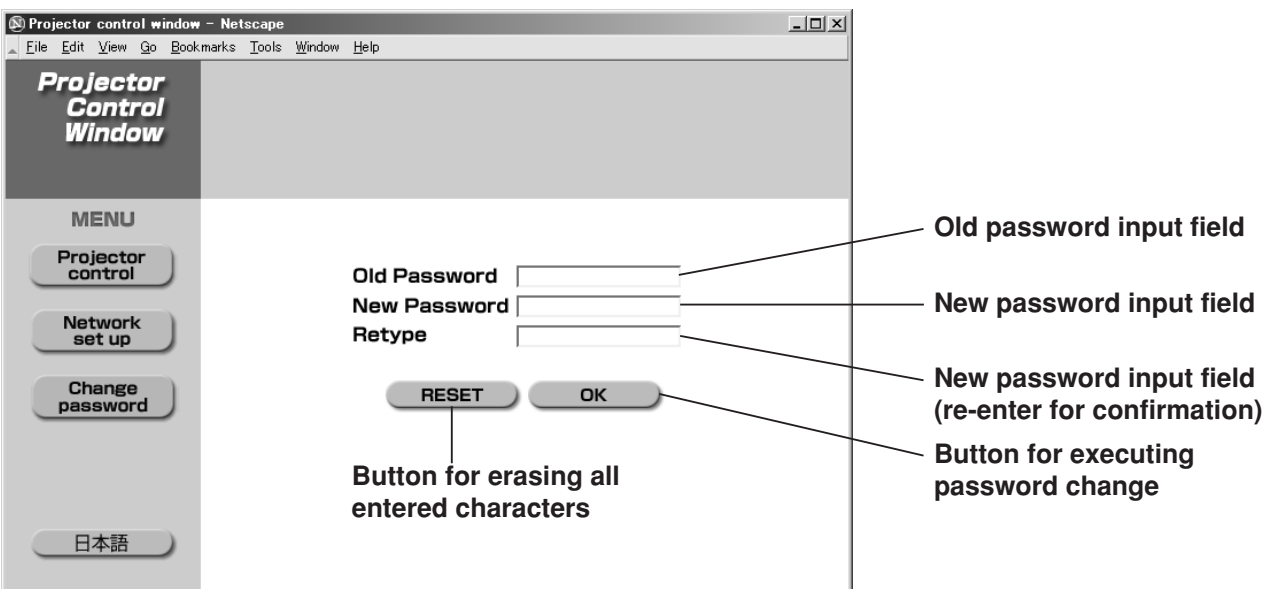 Projector control window - Netscape
File Edit View Go Bookmarks Tools Window Help
Projector
Control
Window
MENU
Projector
control
Network
set up
Change
password
日本語
Old Password
New Password
Retype
RESET OK
Button for erasing all
entered characters
Old password input field
New password input field
New password input field
(re-enter for confirmation)
Button for executing
password change